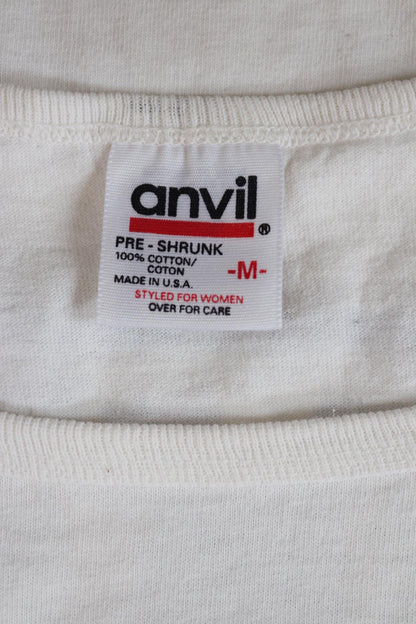 anvil®
PRE - SHRUNK
100% COTTON/
COTON
-M-
MADE IN U.S.A.
STYLED FOR WOMEN
OVER FOR CARE